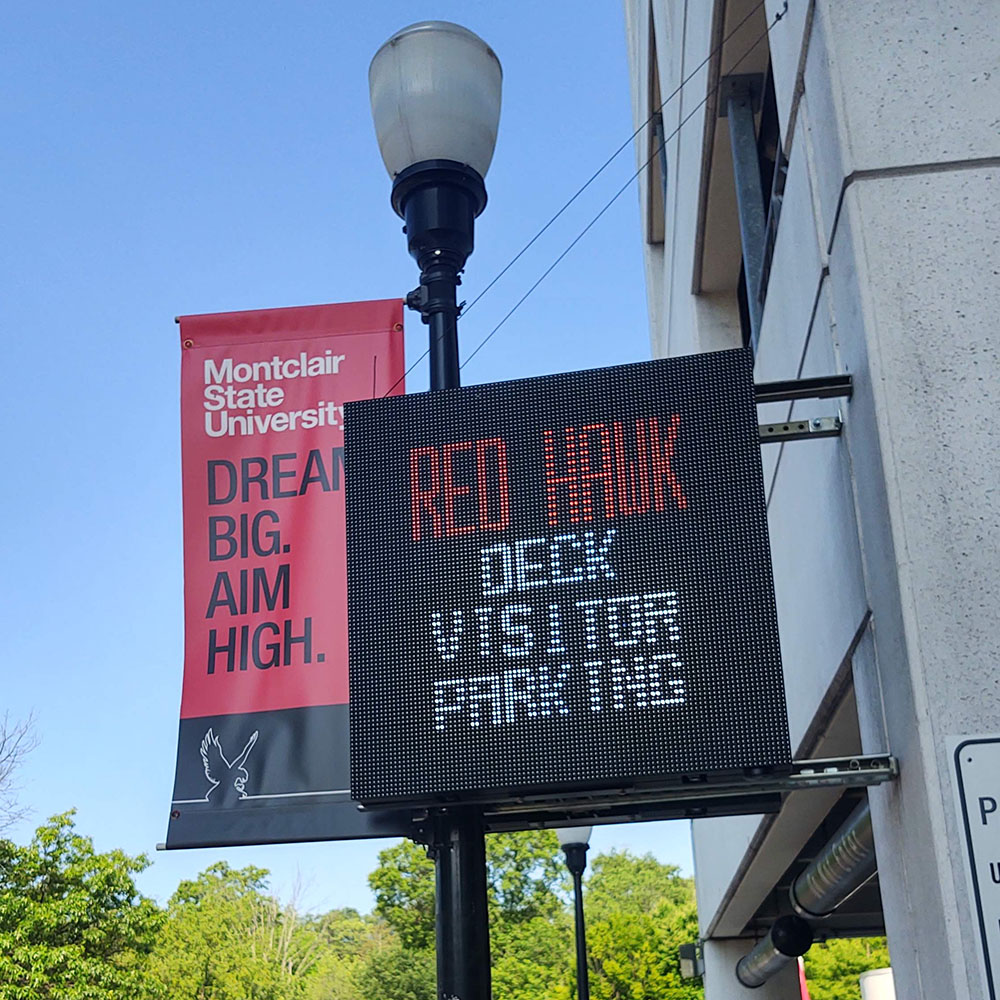 Montclair
State
University
DREAM
BIG.
AIM
HIGH.
RED HAWK
DECK
VISITOR
PARKING